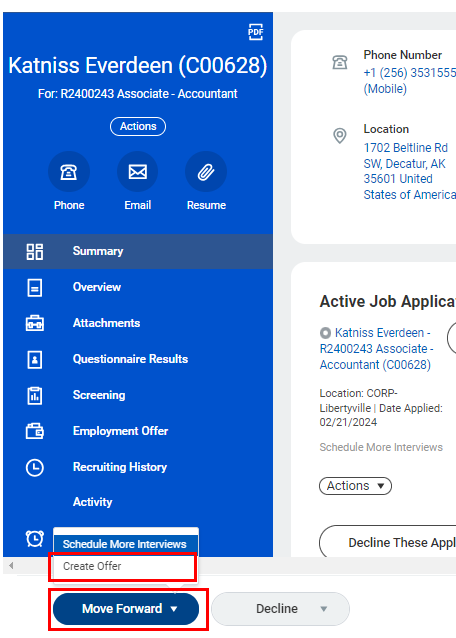 PDF
Katniss Everdeen (C00628)
For: R2400243 Associate - Accountant
Actions
Phone
Email
Resume
Summary
Overview
Attachments
Questionnaire Results
Screening
Employment Offer
Recruiting History
Activity
Schedule More Interviews
Create Offer
Move Forward
Decline
Phone Number
+1 (256) 3531555
(Mobile)
Location
1702 Beltline Rd
SW, Decatur, AK
35601 United
States of America
Active Job Applica
Katniss Everdeen -
R2400243 Associate -
Accountant (C00628)
Location: CORP-
Libertyville | Date Applied:
02/21/2024
Schedule More Interviews
Actions
Decline These Appl